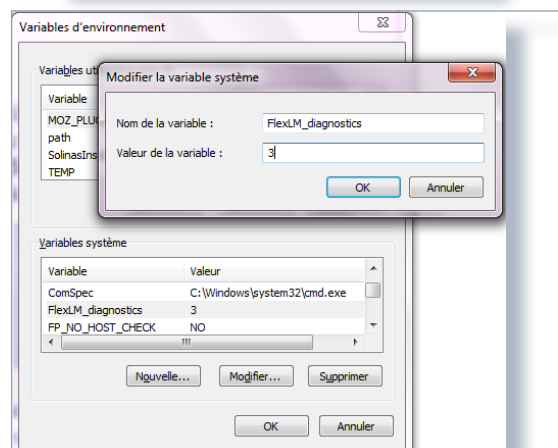 Variables d'environnement
Variables uti
Modifier la variable système
Variable
MOZ_PLUG
path
SolinasIns
TEMP
Nom de la variable :
FlexLM_diagnostics
Valeur de la variable :
3
OK
Annuler
Variables système
Variable
Valeur
ComSpec
C:\Windows\system32\cmd.exe
FlexLM_diagnostics
3
FP_NO_HOST_CHECK
NO
Nouvelle...
Modifier...
Supprimer
OK
Annuler